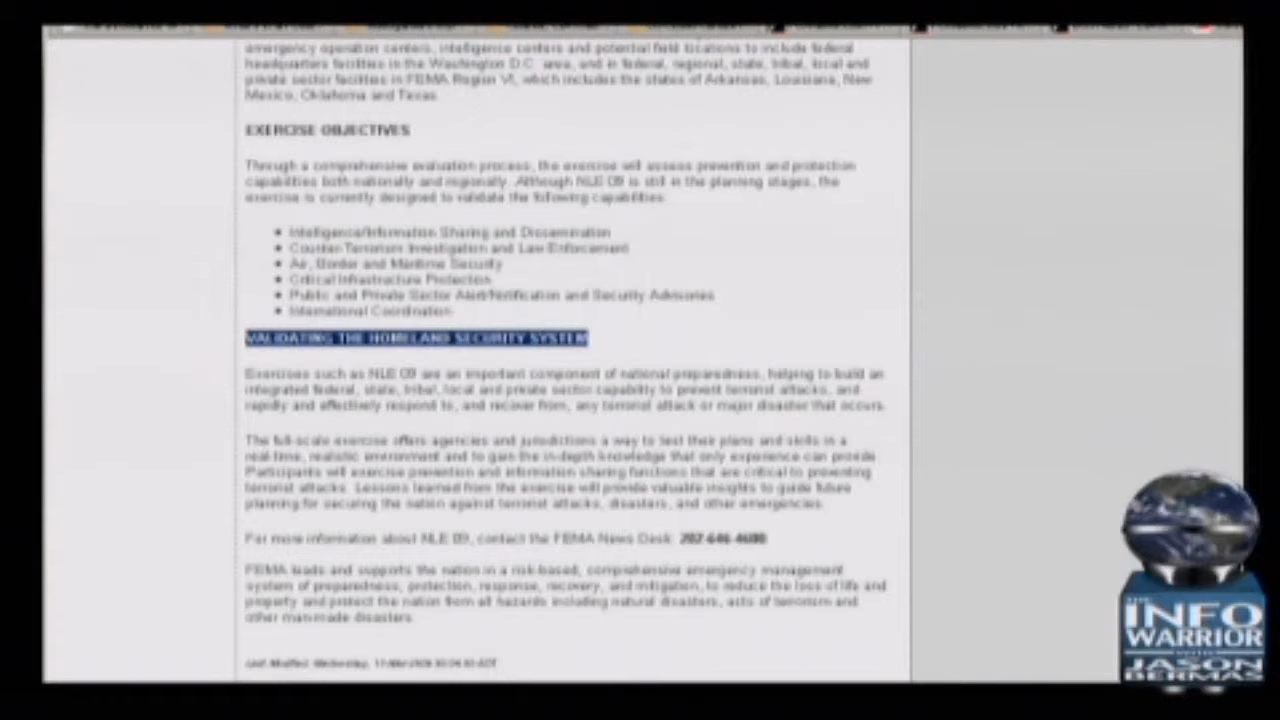 emergency operation centers, intelligence centers and potential field locations to include federal
headquarters facilities in the Washington D.C. area, and in federal, regional, state, tribal, local and
private sector facilities in FEMA Region VI, which includes the states of Arkansas, Louisiana, New
Mexico, Oklahoma and Texas.
EXERCISE OBJECTIVES
Through a comprehensive evaluation process, the exercise will assess prevention and protection
capabilities both nationally and regionally. Although NLE 09 is still in the planning stages, the
exercise is currently designed to validate the following capabilities:
• Intelligence/Information Sharing and Dissemination
• Counter-Terrorism Investigation and Law Enforcement
• Air, Border and Maritime Security
• Critical Infrastructure Protection
• Public and Private Sector Alert/Notification and Security Advisories
• International Coordination
VALIDATING THE HOMELAND SECURITY SYSTEM
Exercises such as NLE 09 are an important component of national preparedness, helping to build an
integrated federal, state, tribal, local and private sector capability to prevent terrorist attacks, and
rapidly and effectively respond to, and recover from, any terrorist attack or major disaster that occurs.
The full-scale exercise offers agencies and jurisdictions a way to test their plans and skills in a
real-time, realistic environment and to gain the in-depth knowledge that only experience can provide.
Participants will exercise prevention and information sharing functions that are critical to preventing
terrorist attacks. Lessons learned from the exercise will provide valuable insights to guide future
planning for securing the nation against terrorist attacks, disasters, and other emergencies.
For more information about NLE 09, contact the FEMA News Desk: 202-646-4600
FEMA leads and supports the nation in a risk-based, comprehensive emergency management
system of preparedness, protection, response, recovery, and mitigation, to reduce the loss of life and
property and protect the nation from all hazards including natural disasters, acts of terrorism and
other man-made disasters.
Last Modified: Wednesday,
THE
INFO
WARRIOR
WITH
JASON
BERMAS